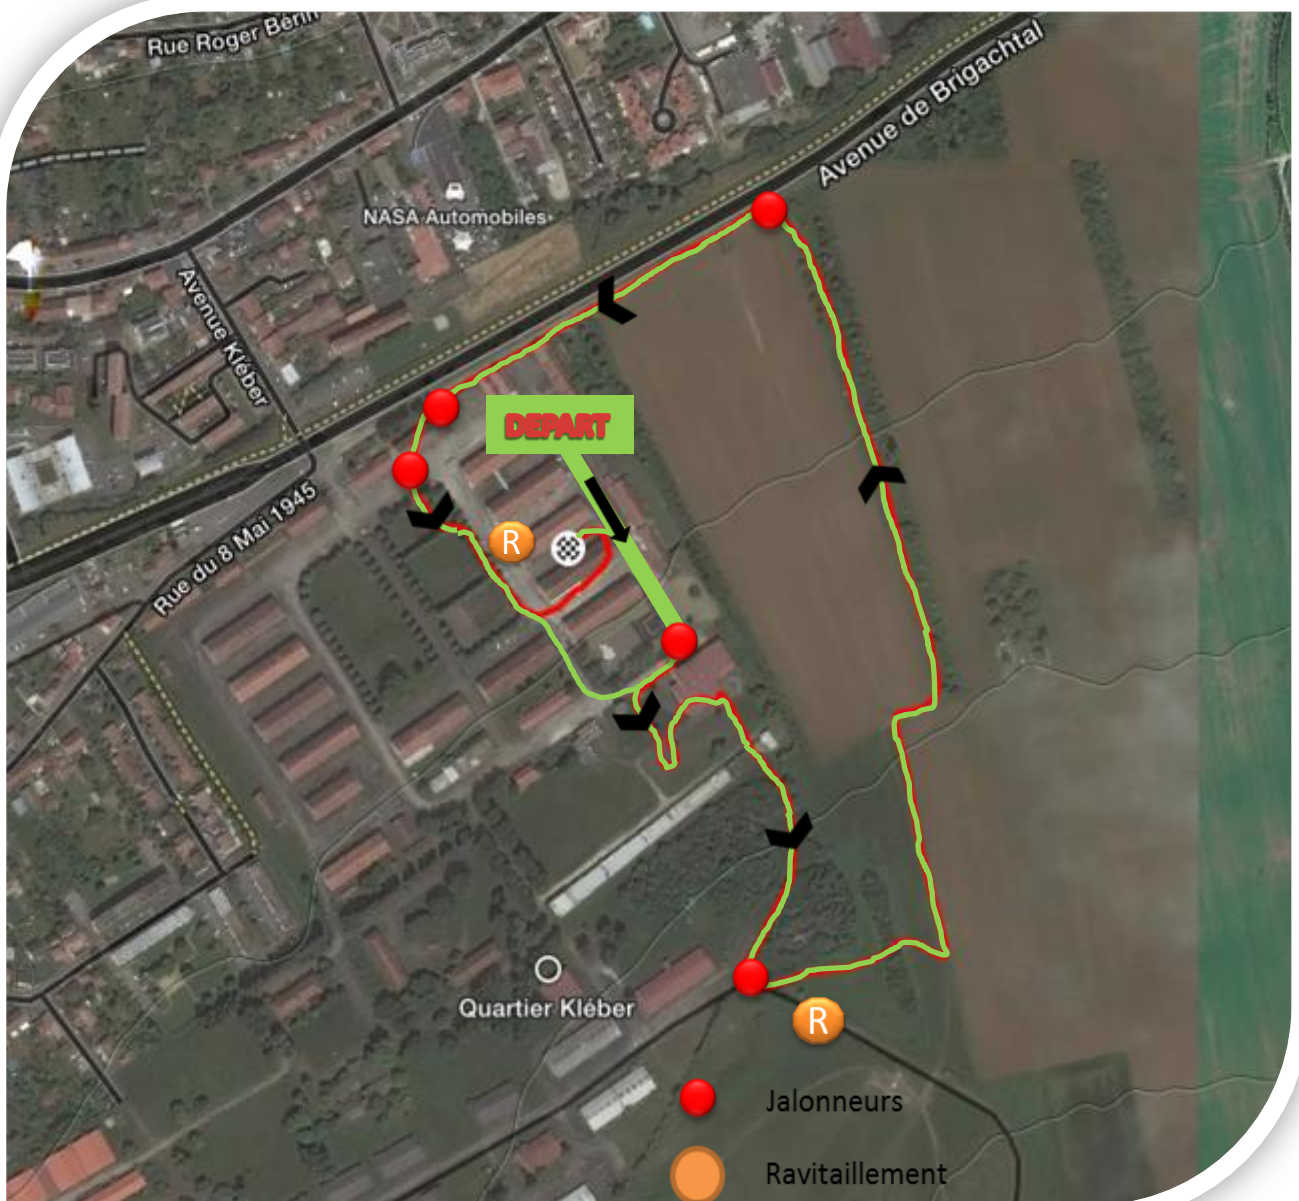 Rue Roger Bérin
Avenue de Brigachtal
NASA Automobiles
Avenue Kléber
DEPART
Rue du 8 Mai 1945
R
Quartier Kléber
R
Jalonneurs
Ravitaillement